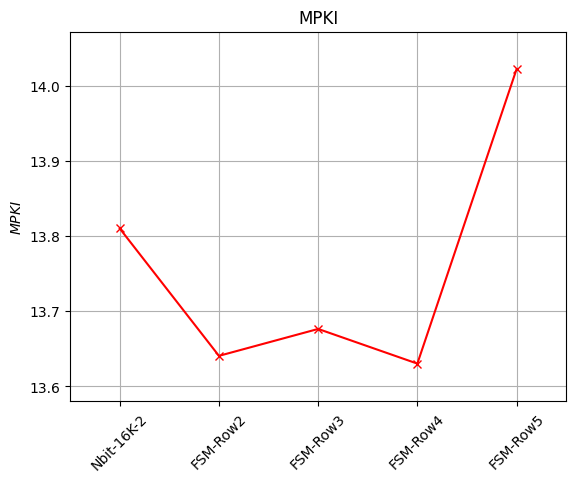 MPKI
MPKI
14.0
13.9
13.8
13.7
13.6
Nbit-16K-2
FSM-Row2
FSM-Row3
FSM-Row4
FSM-Row5